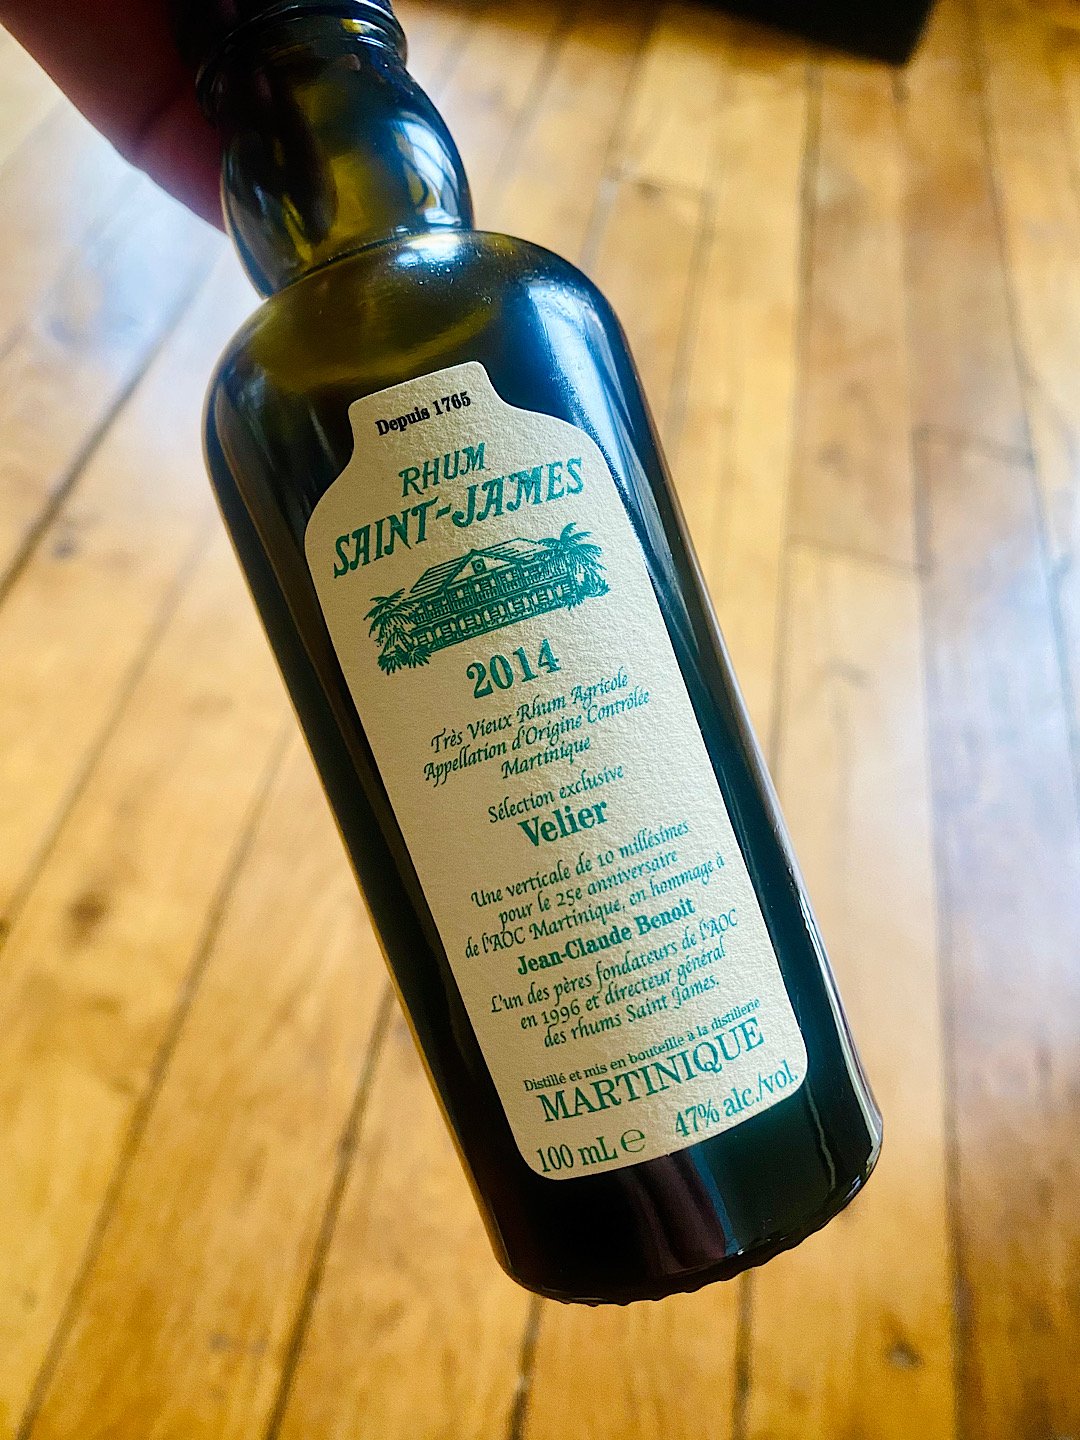 Depuis 1765
RHUM
SAINT-JAMES
2014
Très Vieux Rhum Agricole
Appellation d'Origine Contrôlée
Martinique
Sélection exclusive
Velier
Une verticale de 10 millésimes
pour le 25e anniversaire
de l'AOC Martinique, en hommage à
Jean-Claude Benoit
L'un des pères fondateurs de l'AOC
en 1996 et directeur général
des rhums Saint James.
Distillé et mis en bouteille à la distillerie
MARTINIQUE
100 mL ℮ 47% alc./vol.